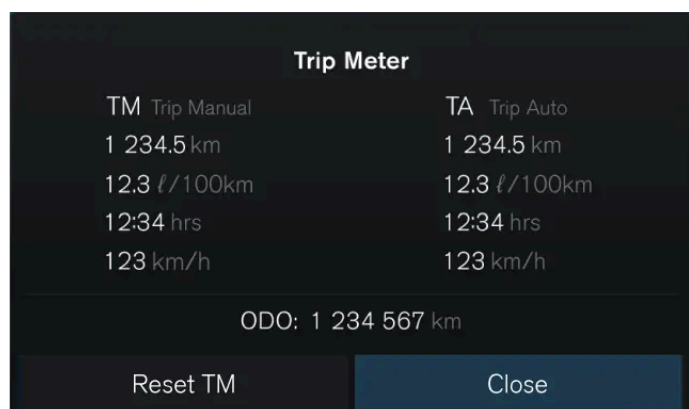 Trip Meter
TM Trip Manual
1 234.5 km
12.3 ℓ/100km
12:34 hrs
123 km/h
TA Trip Auto
1 234.5 km
12.3 ℓ/100km
12:34 hrs
123 km/h
ODO: 1 234 567 km
Reset TM
Close